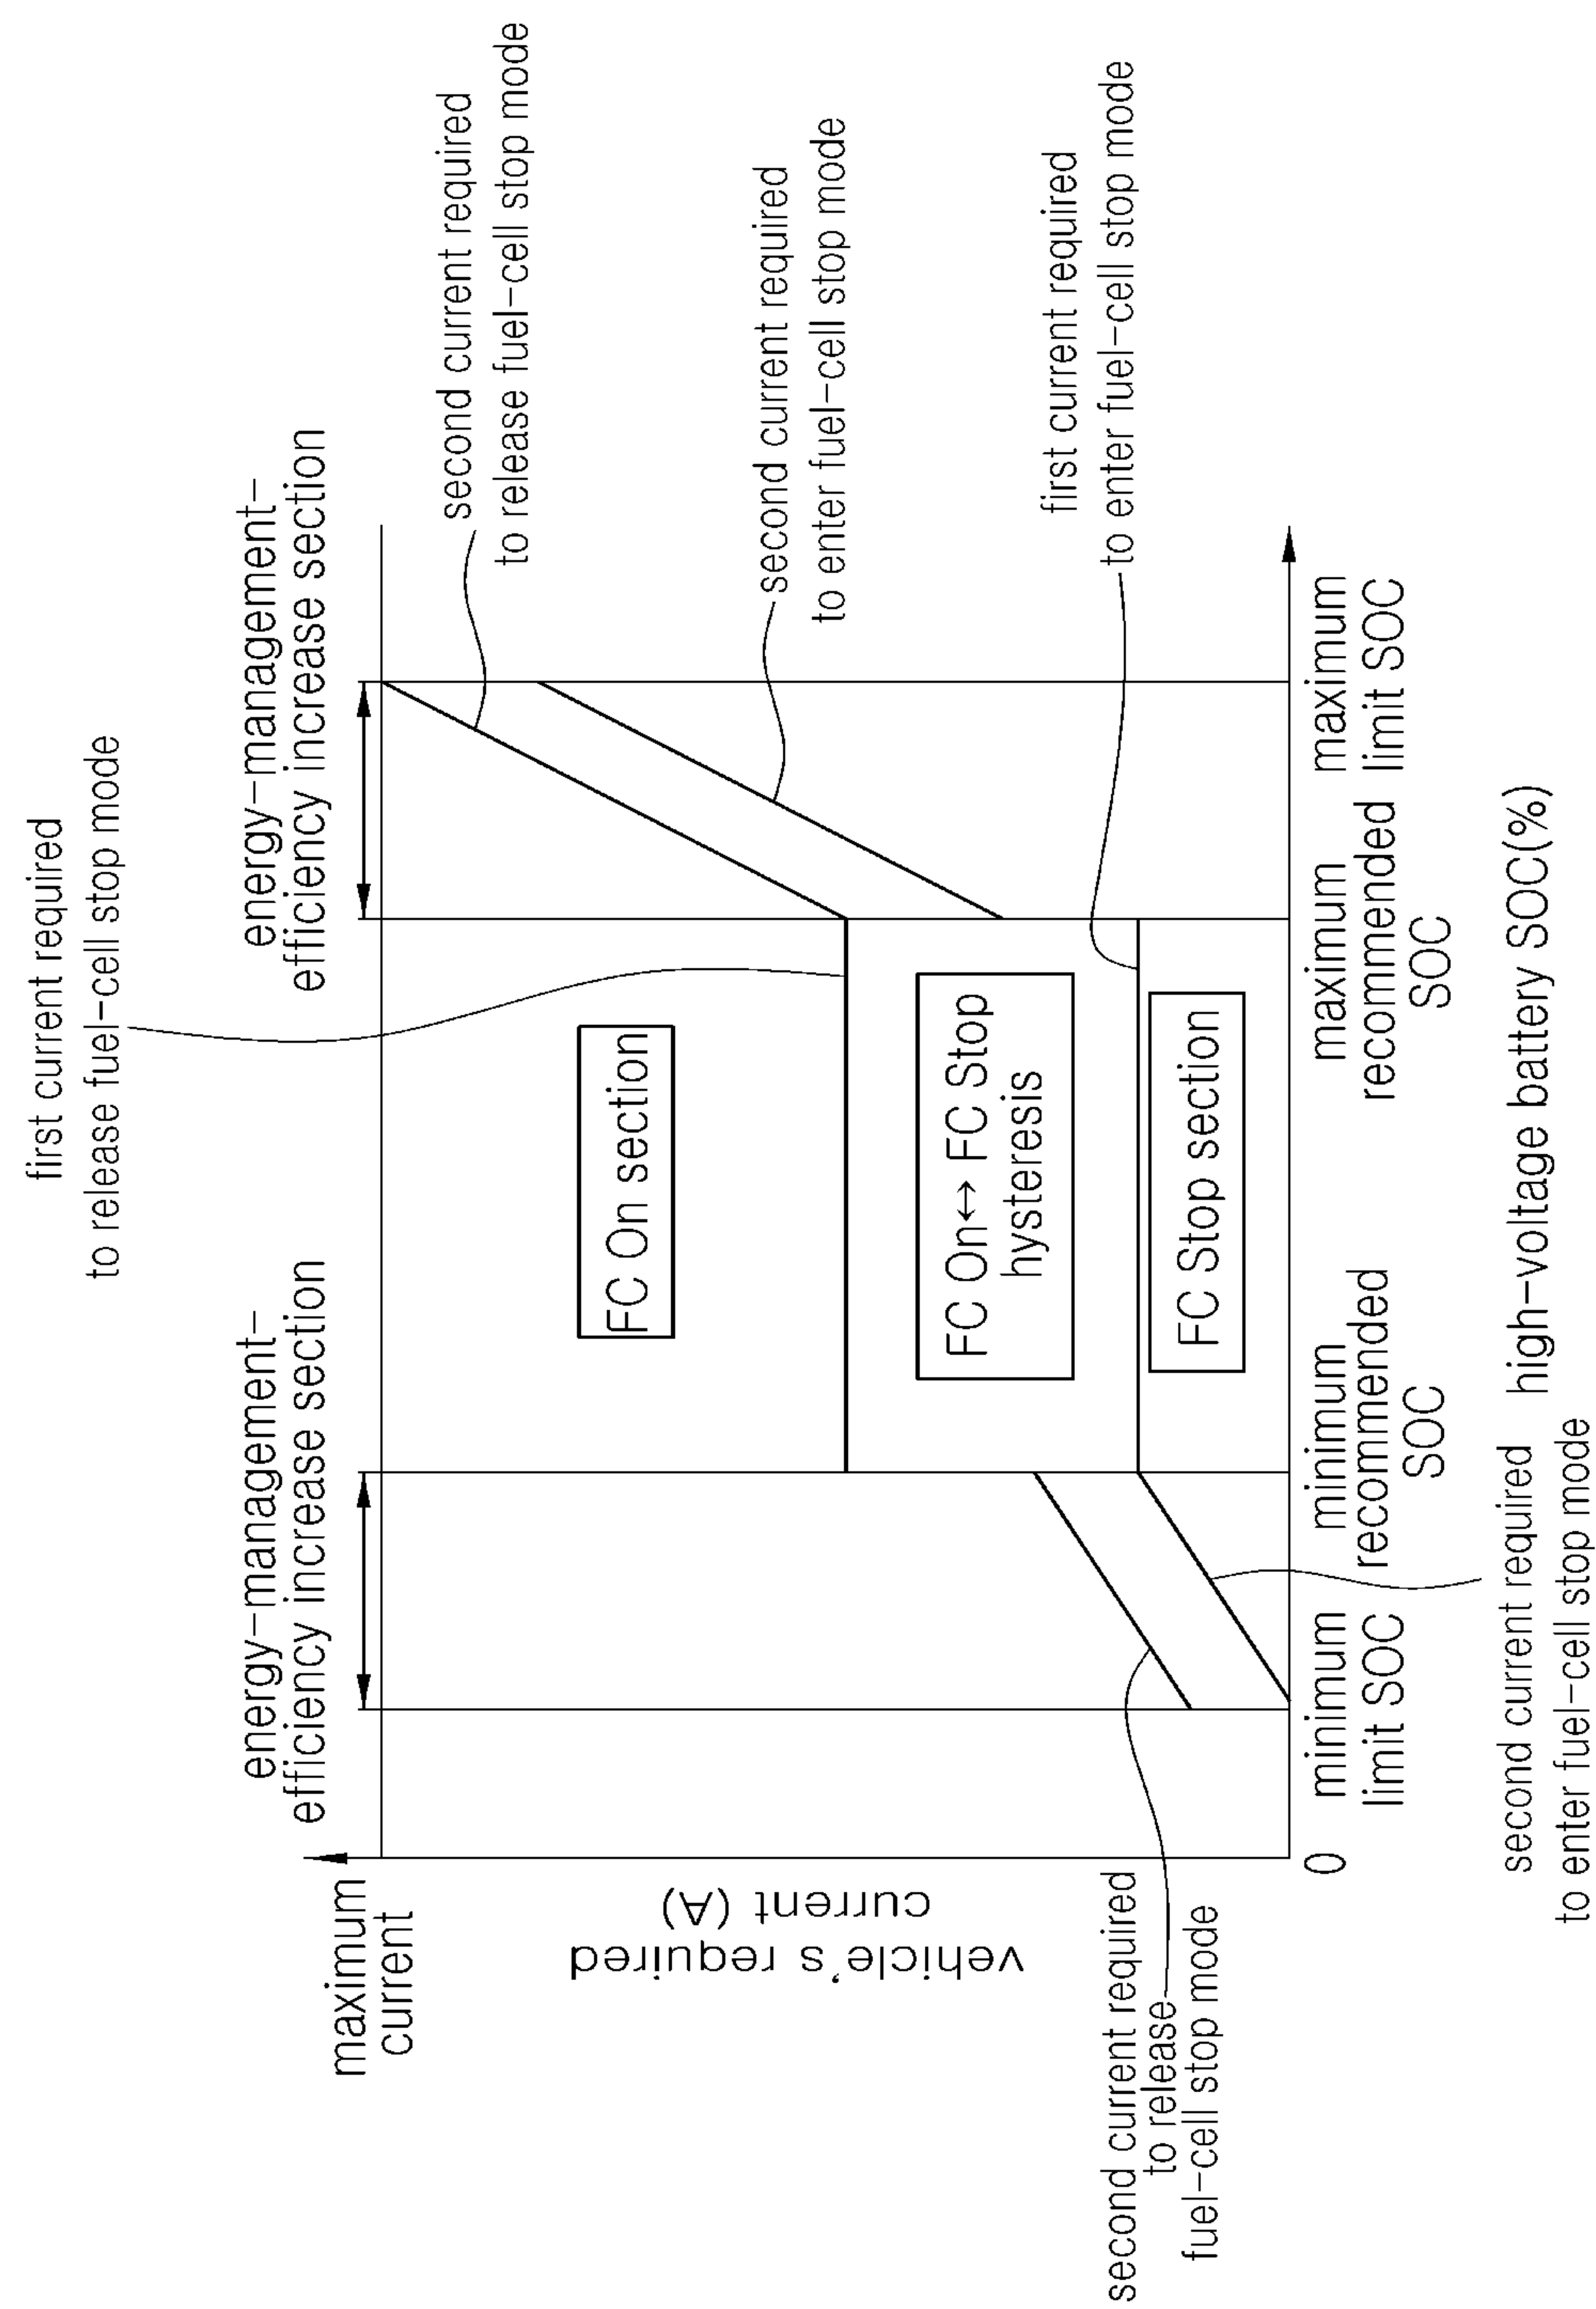 first current required
to release fuel-cell stop mode
energy-management-
efficiency increase section
energy-management-
efficiency increase section
maximum
current
second current required
to release fuel-cell stop mode
vehicle's required
current (A)
FC On section
second current required
to enter fuel-cell stop mode
FC On↔FC Stop
hysteresis
first current required
to enter fuel-cell stop mode
second current required
to release
fuel-cell stop mode
FC Stop section
0
minimum
limit SOC
minimum
recommended
SOC
maximum
recommended
SOC
maximum
limit SOC
high-voltage battery SOC(%)
second current required
to enter fuel-cell stop mode